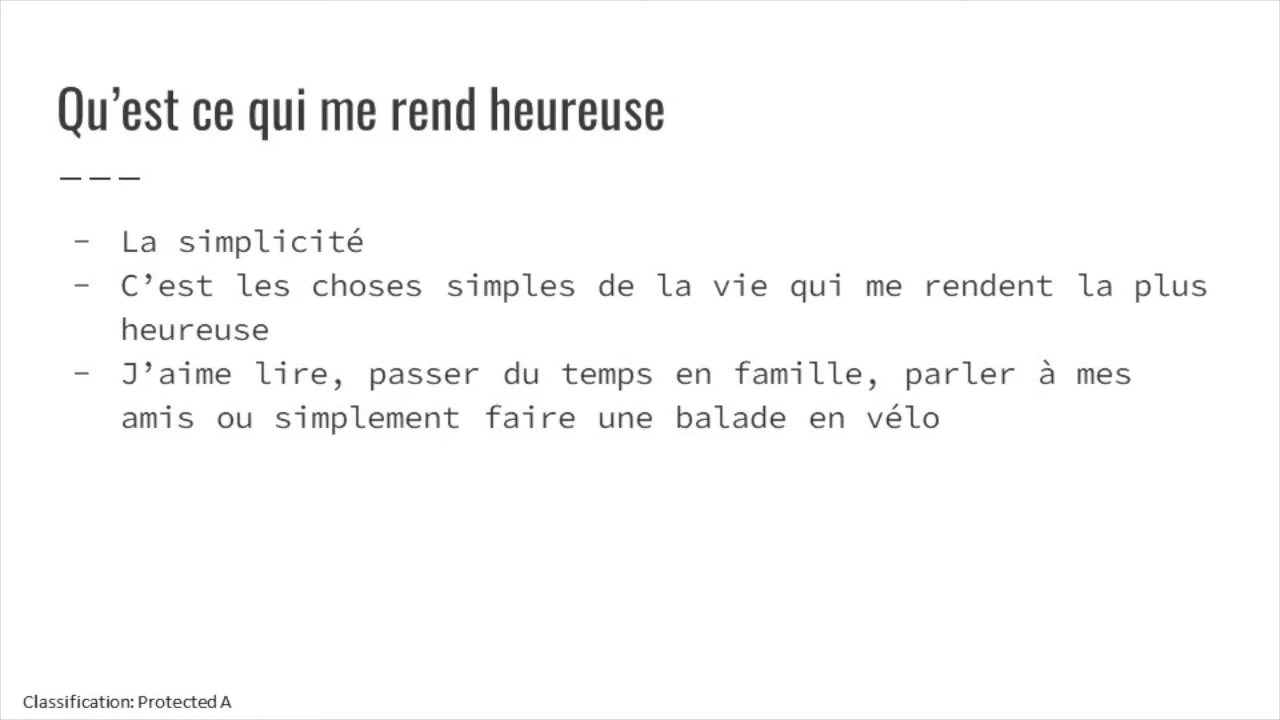 Qu’est ce qui me rend heureuse
– La simplicité
– C’est les choses simples de la vie qui me rendent la plus
heureuse
– J’aime lire, passer du temps en famille, parler à mes
amis ou simplement faire une balade en vélo
Classification: Protected A